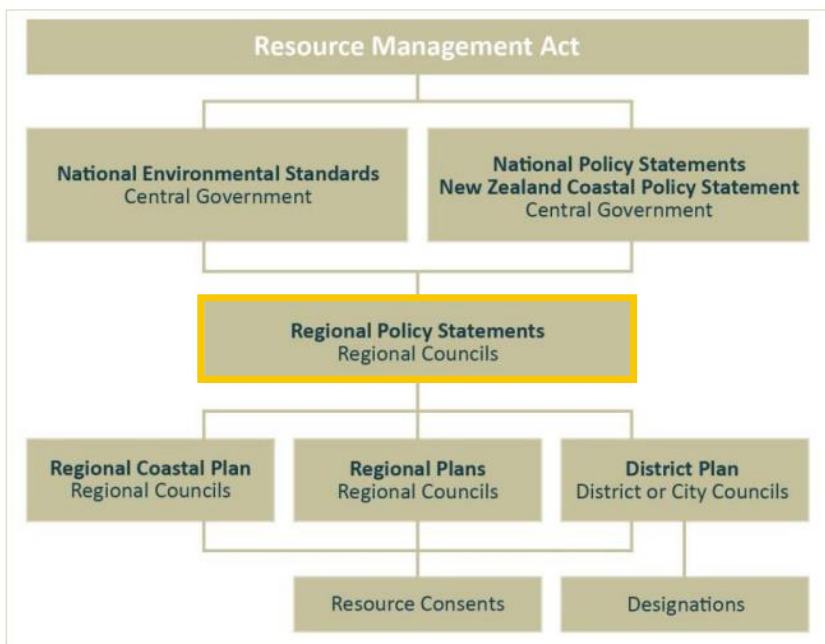 Resource Management Act
National Environmental Standards
Central Government
National Policy Statements
New Zealand Coastal Policy Statement
Central Government
Regional Policy Statements
Regional Councils
Regional Coastal Plan
Regional Councils
Regional Plans
Regional Councils
District Plan
District or City Councils
Resource Consents
Designations